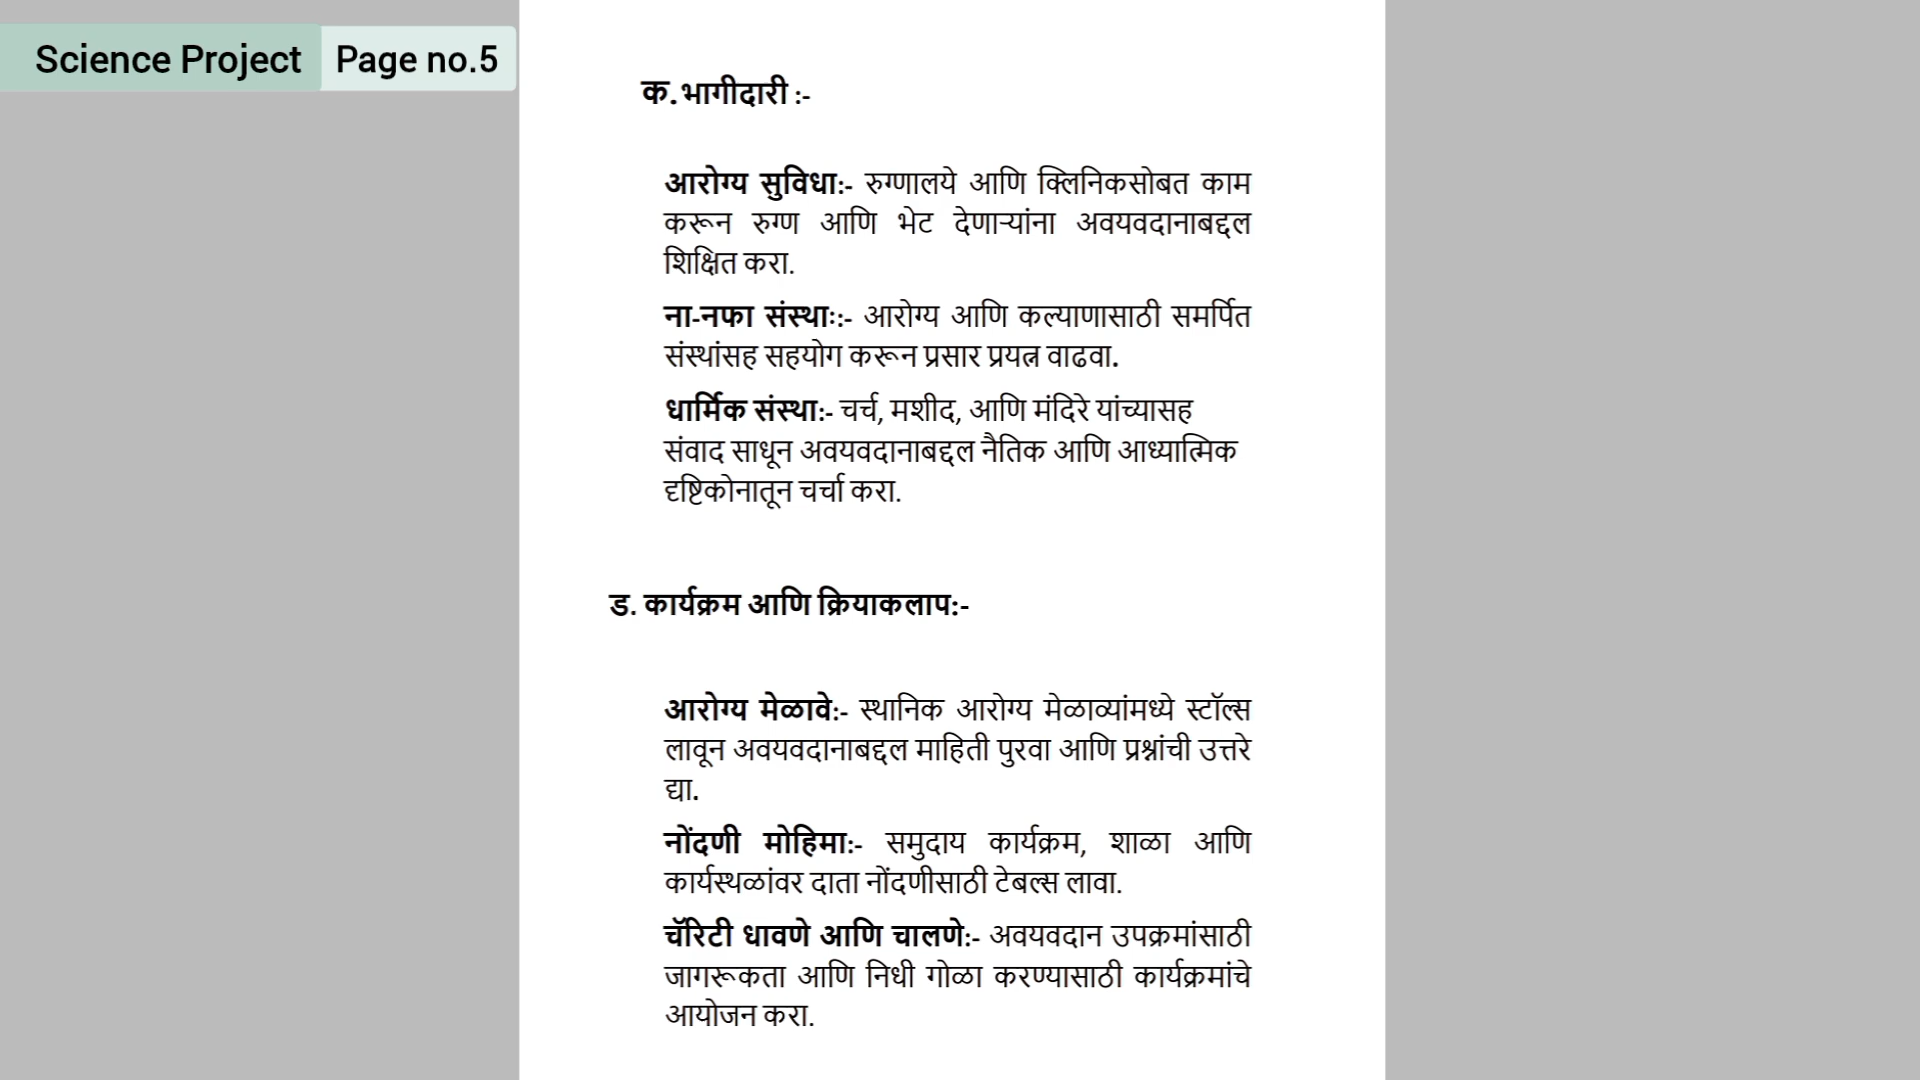 Science Project Page no.5
क. भागीदारी :-
आरोग्य सुविधा:- रुग्णालये आणि क्लिनिकसोबत काम
करून रुग्ण आणि भेट देणाऱ्यांना अवयवदानाबद्दल
शिक्षित करा.
ना-नफा संस्थाः:- आरोग्य आणि कल्याणासाठी समर्पित
संस्थांसह सहयोग करून प्रसार प्रयत्न वाढवा.
धार्मिक संस्था:- चर्च, मशीद, आणि मंदिरे यांच्यासह
संवाद साधून अवयवदानाबद्दल नैतिक आणि आध्यात्मिक
दृष्टिकोनातून चर्चा करा.
ड. कार्यक्रम आणि क्रियाकलाप:-
आरोग्य मेळावे:- स्थानिक आरोग्य मेळाव्यांमध्ये स्टॉल्स
लावून अवयवदानाबद्दल माहिती पुरवा आणि प्रश्नांची उत्तरे
द्या.
नोंदणी मोहिमा:- समुदाय कार्यक्रम, शाळा आणि
कार्यस्थळांवर दाता नोंदणीसाठी टेबल्स लावा.
चॅरिटी धावणे आणि चालणे:- अवयवदान उपक्रमांसाठी
जागरूकता आणि निधी गोळा करण्यासाठी कार्यक्रमांचे
आयोजन करा.